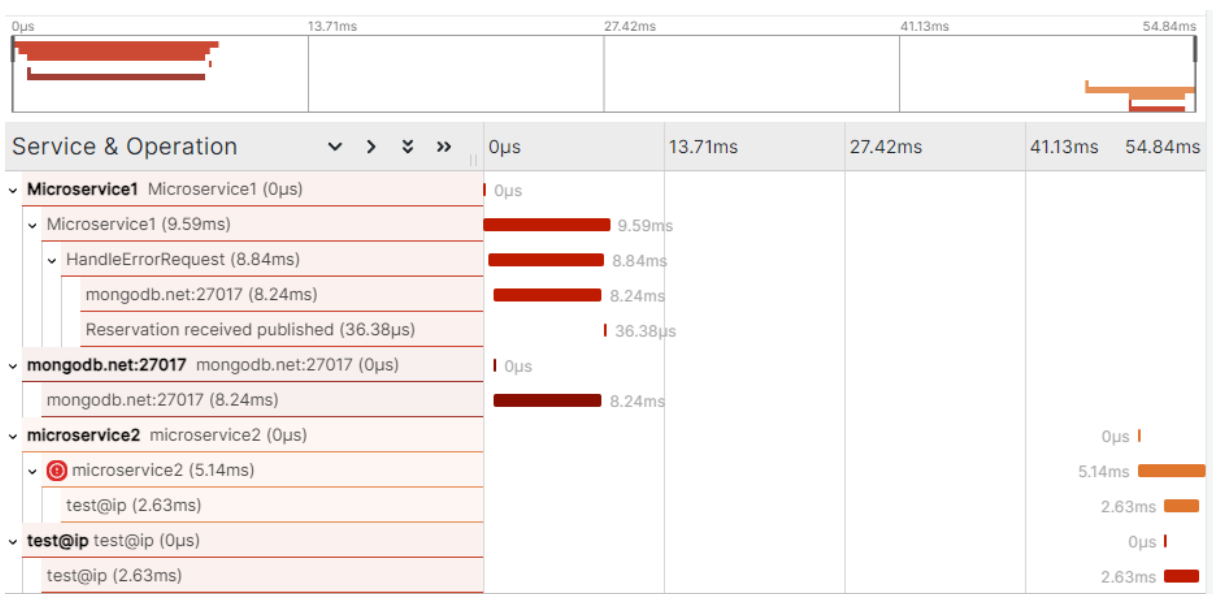 0μs 13.71ms 27.42ms 41.13ms 54.84ms
Service & Operation 0μs 13.71ms 27.42ms 41.13ms 54.84ms
Microservice1 Microservice1 (0μs) 0μs
Microservice1 (9.59ms) 9.59ms
HandleErrorRequest (8.84ms) 8.84ms
mongodb.net:27017 (8.24ms) 8.24ms
Reservation received published (36.38μs) 36.38μs
mongodb.net:27017 mongodb.net:27017 (0μs) 0μs
mongodb.net:27017 (8.24ms) 8.24ms
microservice2 microservice2 (0μs) 0μs
microservice2 (5.14ms) 5.14ms
test@ip (2.63ms) 2.63ms
test@ip test@ip (0μs) 0μs
test@ip (2.63ms) 2.63ms